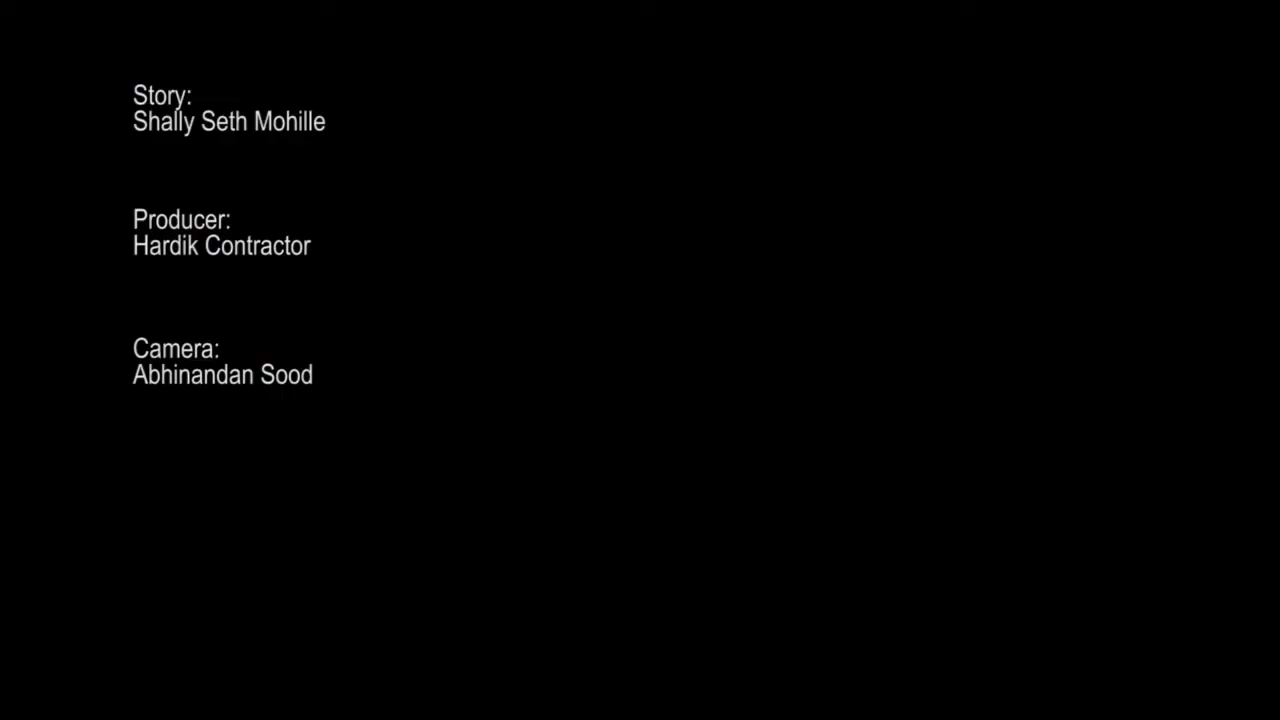 Story:
Shally Seth Mohille
Producer:
Hardik Contractor
Camera:
Abhinandan Sood